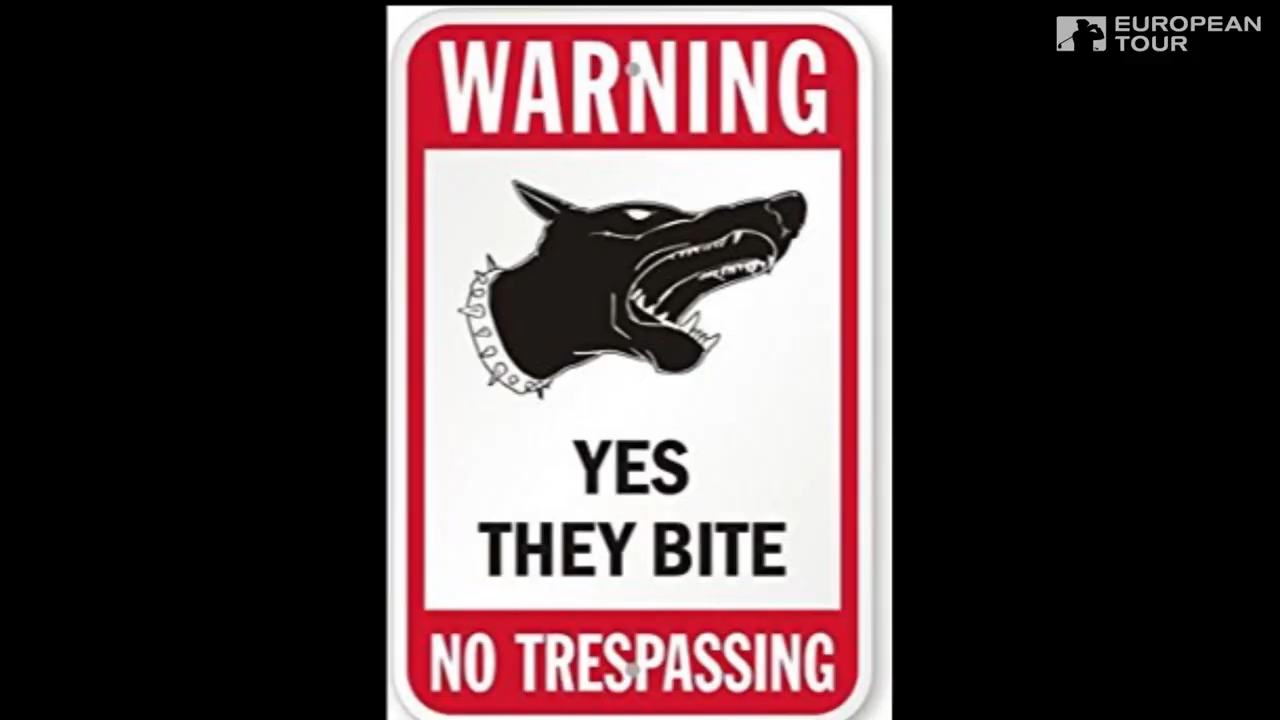 EUROPEAN
TOUR
WARNING
YES
THEY BITE
NO TRESPASSING